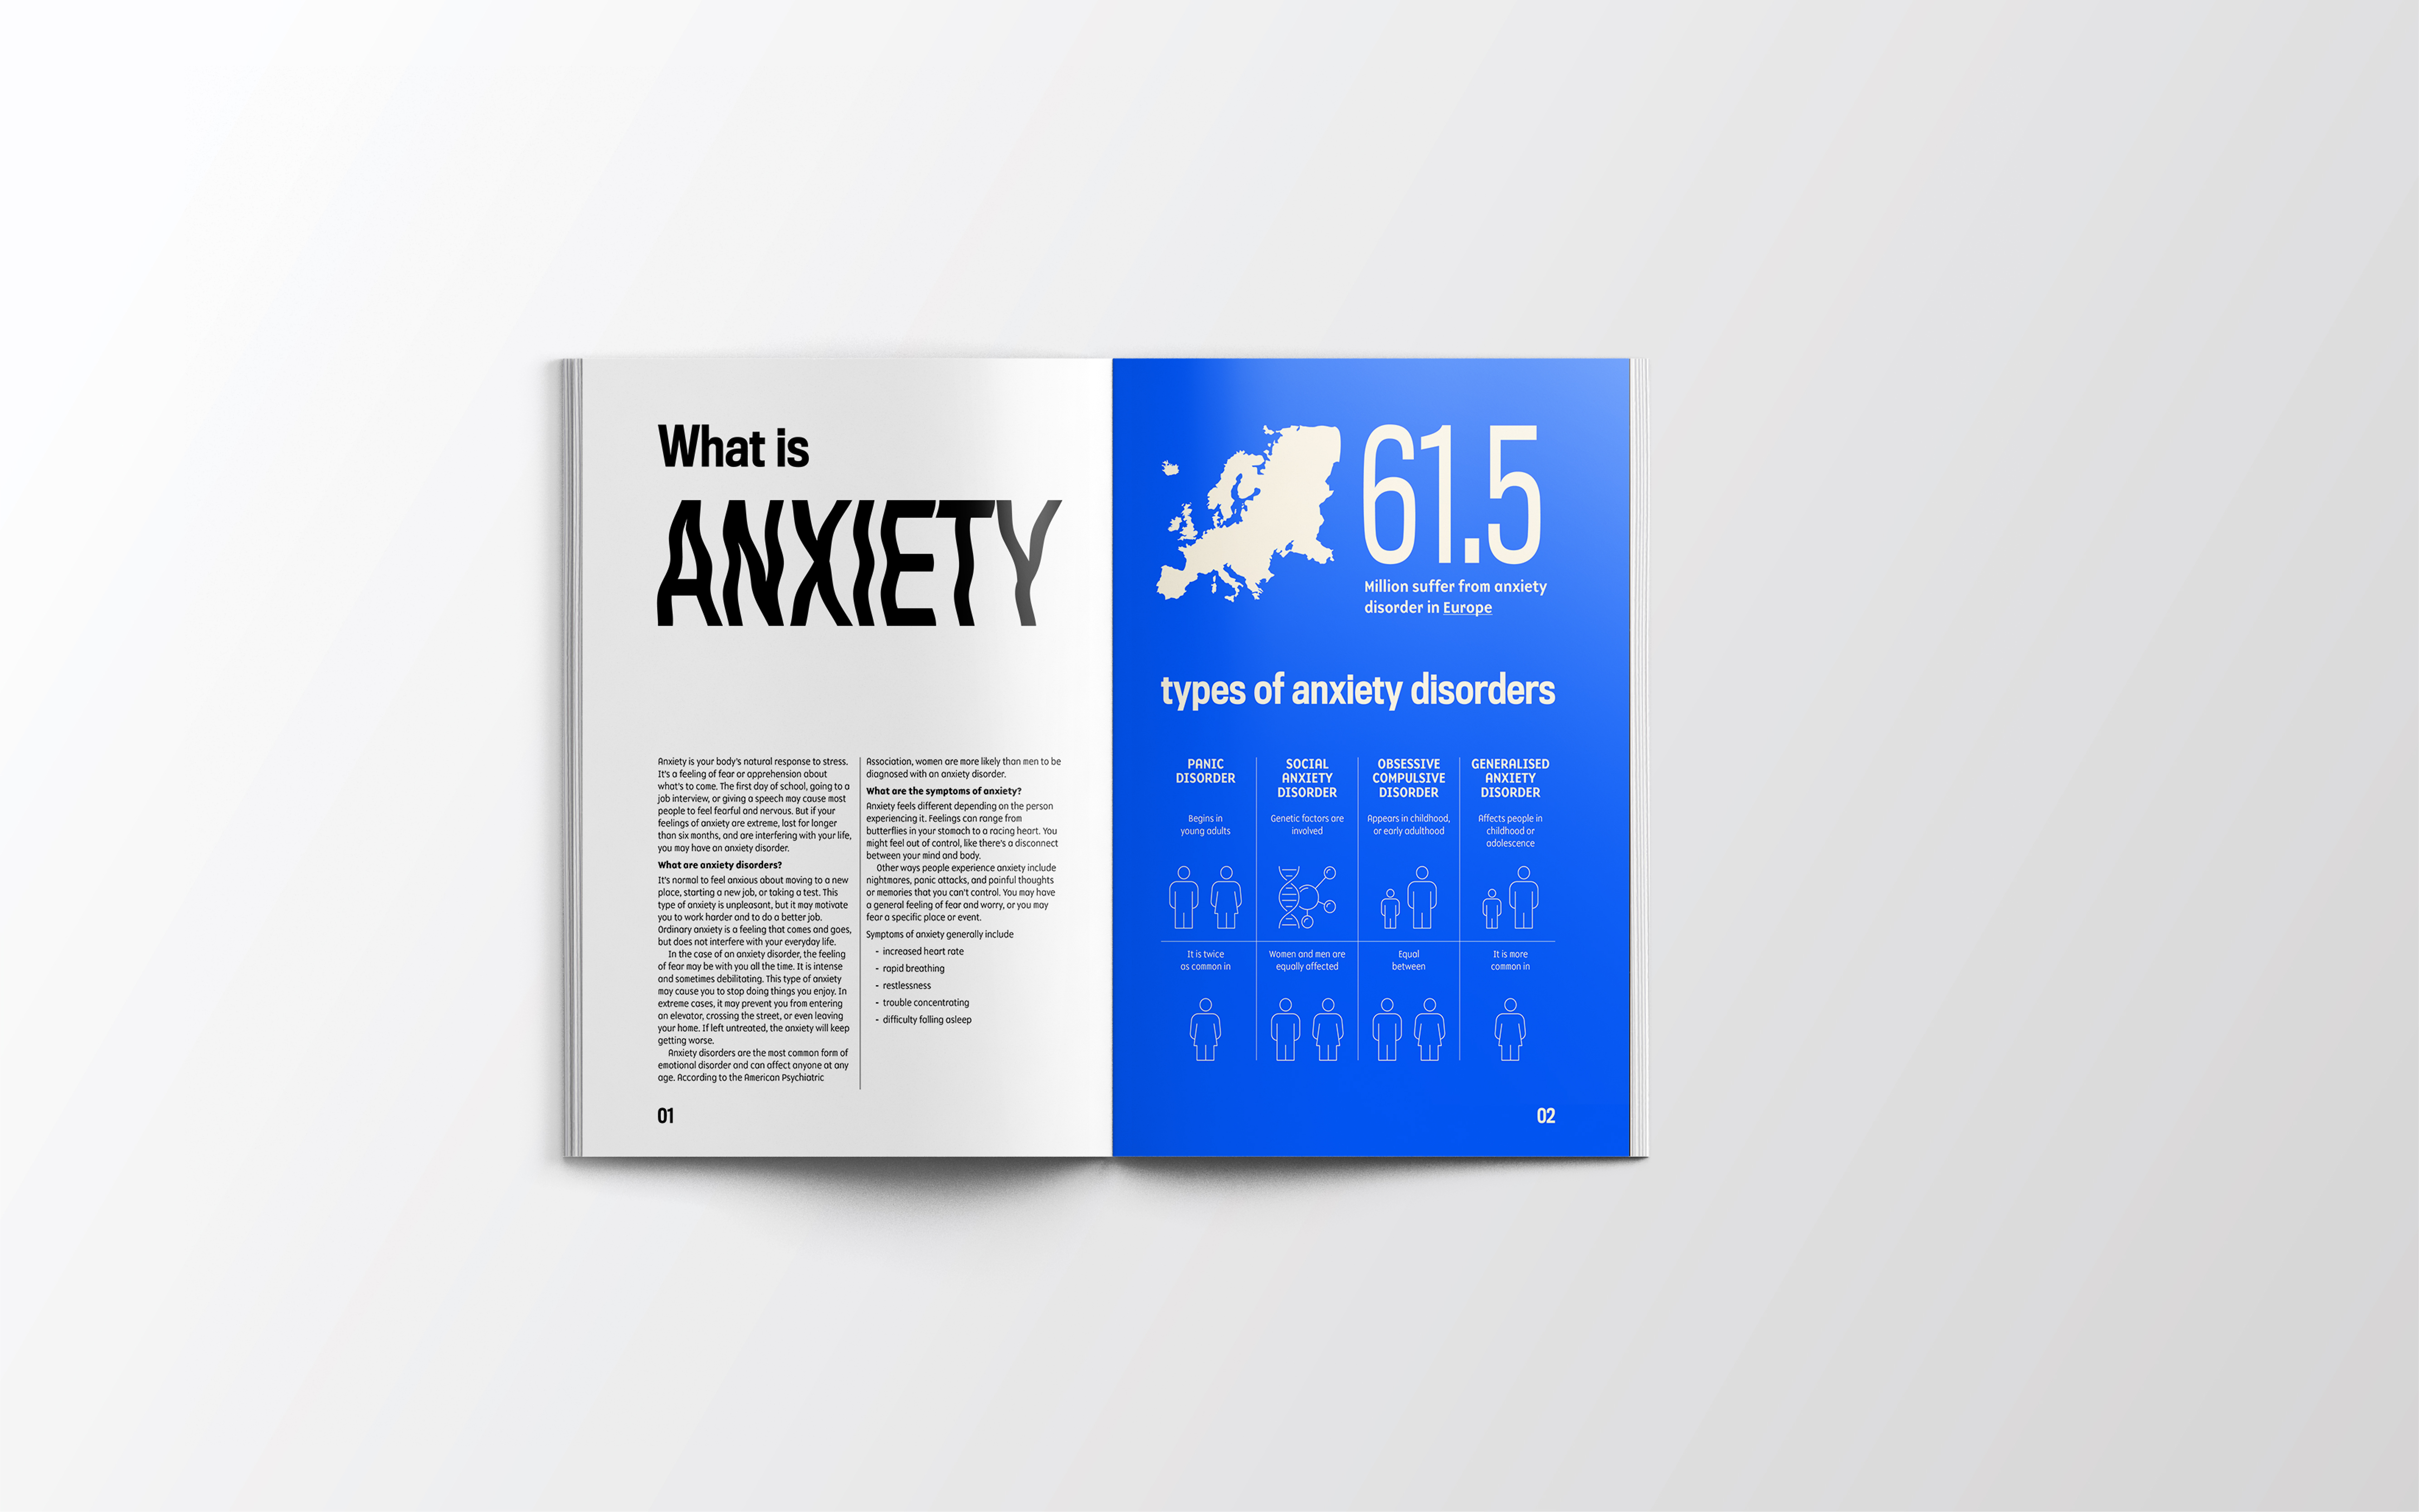 What is
ANXIETY
Anxiety is your body's natural response to stress.
It's a feeling of fear or apprehension about
what's to come. The first day of school, going to a
job interview, or giving a speech may cause most
people to feel fearful and nervous. But if your
feelings of anxiety are extreme, last for longer
than six months, and are interfering with your life,
you may have an anxiety disorder.
What are anxiety disorders?
It's normal to feel anxious about moving to a new
place, starting a new job, or taking a test. This
type of anxiety is unpleasant, but it may motivate
you to work harder and to do a better job.
Ordinary anxiety is a feeling that comes and goes,
but does not interfere with your everyday life.
In the case of an anxiety disorder, the feeling
of fear may be with you all the time. It is intense
and sometimes debilitating. This type of anxiety
may cause you to stop doing things you enjoy. In
extreme cases, it may prevent you from entering
an elevator, crossing the street, or even leaving
your home. If left untreated, the anxiety will keep
getting worse.
Anxiety disorders are the most common form of
emotional disorder and can affect anyone at any
age. According to the American Psychiatric
Association, women are more likely than men to be
diagnosed with an anxiety disorder.
What are the symptoms of anxiety?
Anxiety feels different depending on the person
experiencing it. Feelings can range from
butterflies in your stomach to a racing heart. You
might feel out of control, like there's a disconnect
between your mind and body.
Other ways people experience anxiety include
nightmares, panic attacks, and painful thoughts
or memories that you can't control. You may have
a general feeling of fear and worry, or you may
fear a specific place or event.
Symptoms of anxiety generally include
- increased heart rate
- rapid breathing
- restlessness
- trouble concentrating
- difficulty falling asleep
01
61.5
Million suffer from anxiety
disorder in Europe
types of anxiety disorders
PANIC
DISORDER
Begins in
young adults
It is twice
as common in
SOCIAL
ANXIETY
DISORDER
Genetic factors are
involved
Women and men are
equally affected
OBSESSIVE
COMPULSIVE
DISORDER
Appears in childhood,
or early adulthood
Equal
between
GENERALISED
ANXIETY
DISORDER
Affects people in
childhood or
adolescence
It is more
common in
02